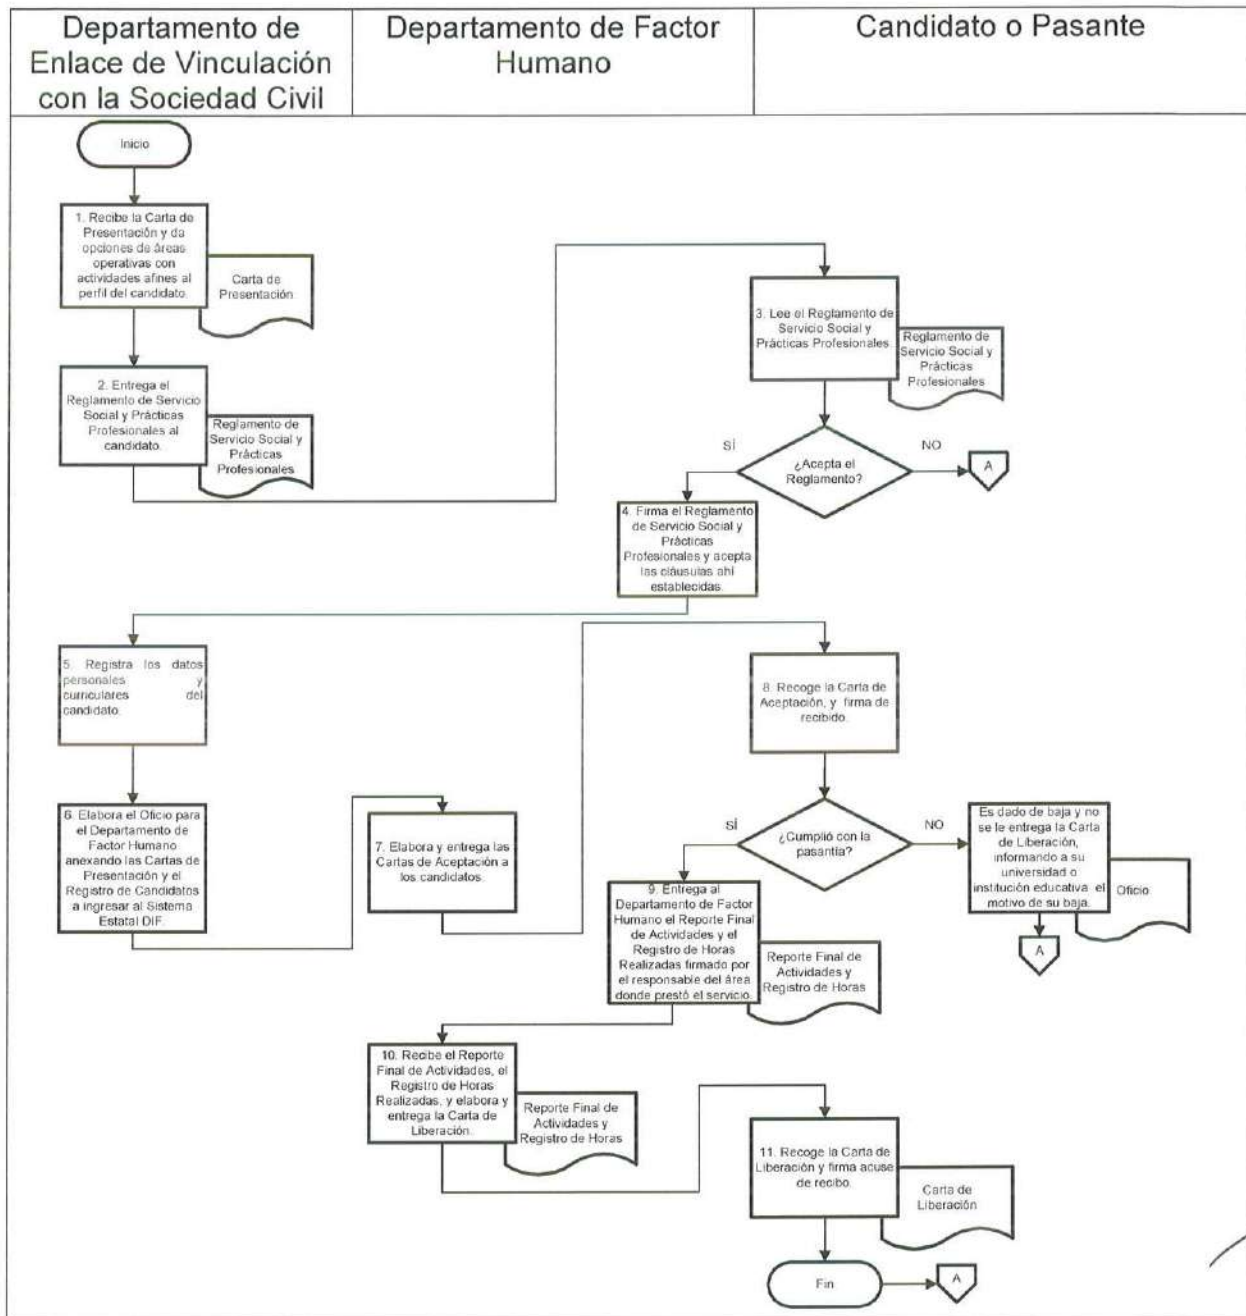 Departamento de
Enlace de Vinculación
con la Sociedad Civil
Departamento de Factor
Humano
Candidato o Pasante
Inicio
1. Recibe la Carta de
Presentación y da
opciones de áreas
operativas con
actividades afines al
perfil del candidato.
Carta de
Presentación
2. Entrega el
Reglamento de Servicio
Social y Prácticas
Profesionales al
candidato.
Reglamento de
Servicio Social y
Prácticas
Profesionales
3. Lee el Reglamento de
Servicio Social y
Prácticas Profesionales.
Reglamento de
Servicio Social y
Prácticas
Profesionales
¿Acepta el
Reglamento?
SÍ
NO
A
4. Firma el Reglamento
de Servicio Social y
Prácticas
Profesionales y acepta
las cláusulas ahí
establecidas.
5. Registra los datos
personales y
curriculares del
candidato.
6. Elabora el Oficio para
el Departamento de
Factor Humano
anexando las Cartas de
Presentación y el
Registro de Candidatos
a ingresar al Sistema
Estatal DIF.
7. Elabora y entrega las
Cartas de Aceptación a
los candidatos.
8. Recoge la Carta de
Aceptación, y firma de
recibido.
¿Cumplió con la
pasantía?
SÍ
NO
Es dado de baja y no
se le entrega la Carta
de Liberación,
informando a su
universidad o
institución educativa el
motivo de su baja.
Oficio
A
9. Entrega al
Departamento de Factor
Humano el Reporte Final
de Actividades y el
Registro de Horas
Realizadas firmado por
el responsable del área
donde prestó el servicio.
Reporte Final de
Actividades y
Registro de Horas
10. Recibe el Reporte
Final de Actividades, el
Registro de Horas
Realizadas, y elabora y
entrega la Carta de
Liberación.
Reporte Final de
Actividades y
Registro de Horas
11. Recoge la Carta de
Liberación y firma acuse
de recibo.
Carta de
Liberación
Fin
A